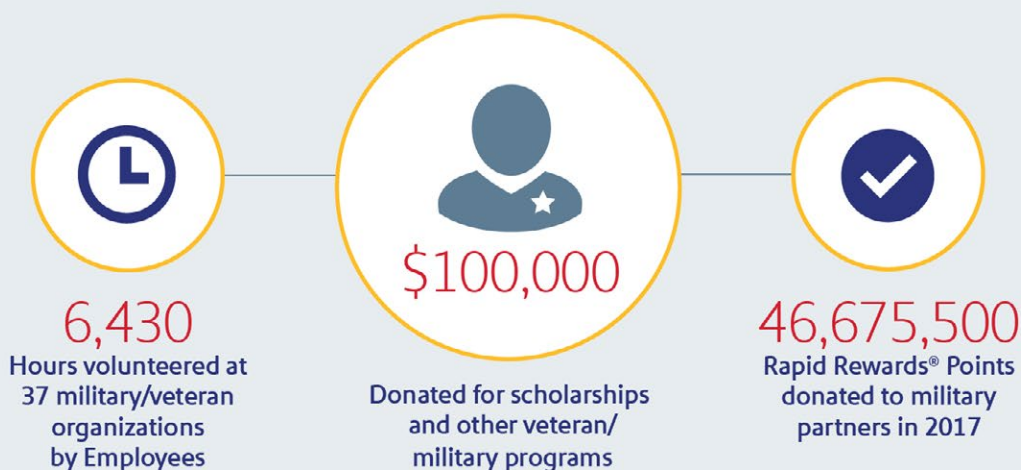 6,430
Hours volunteered at
37 military/veteran
organizations
by Employees
$100,000
Donated for scholarships
and other veteran/
military programs
46,675,500
Rapid Rewards® Points
donated to military
partners in 2017